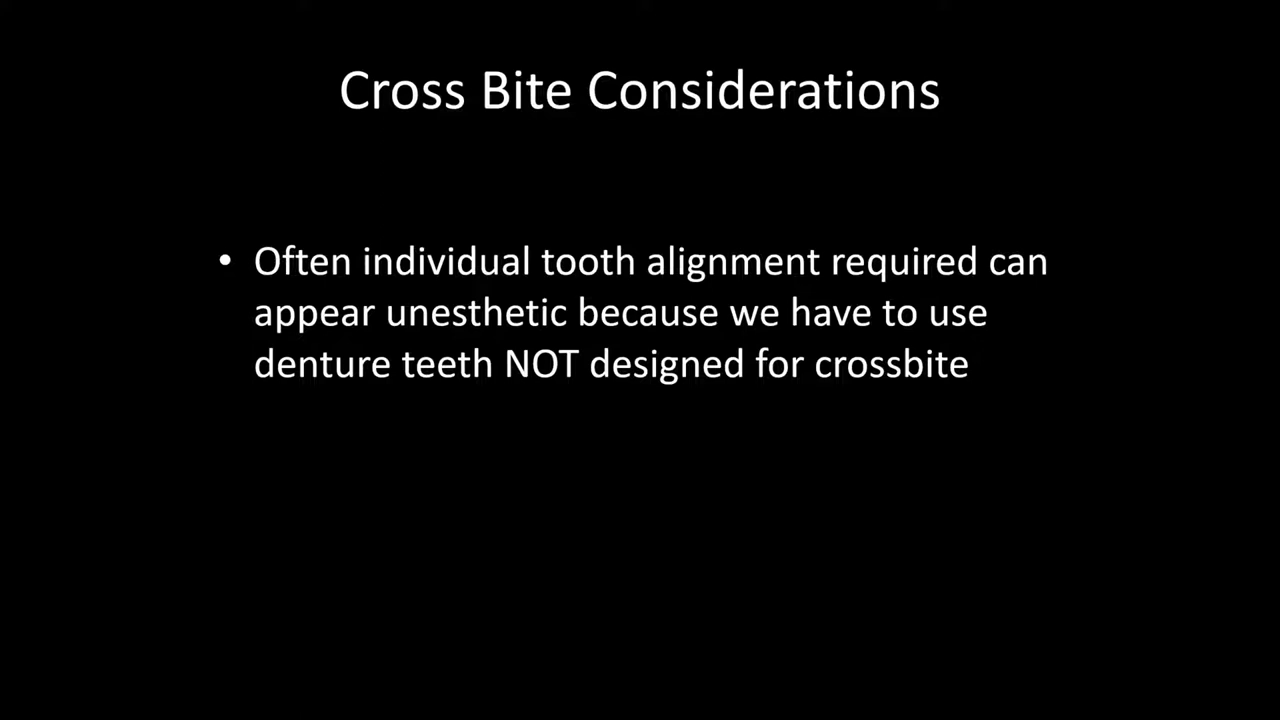 Cross Bite Considerations
• Often individual tooth alignment required can
appear unesthetic because we have to use
denture teeth NOT designed for crossbite